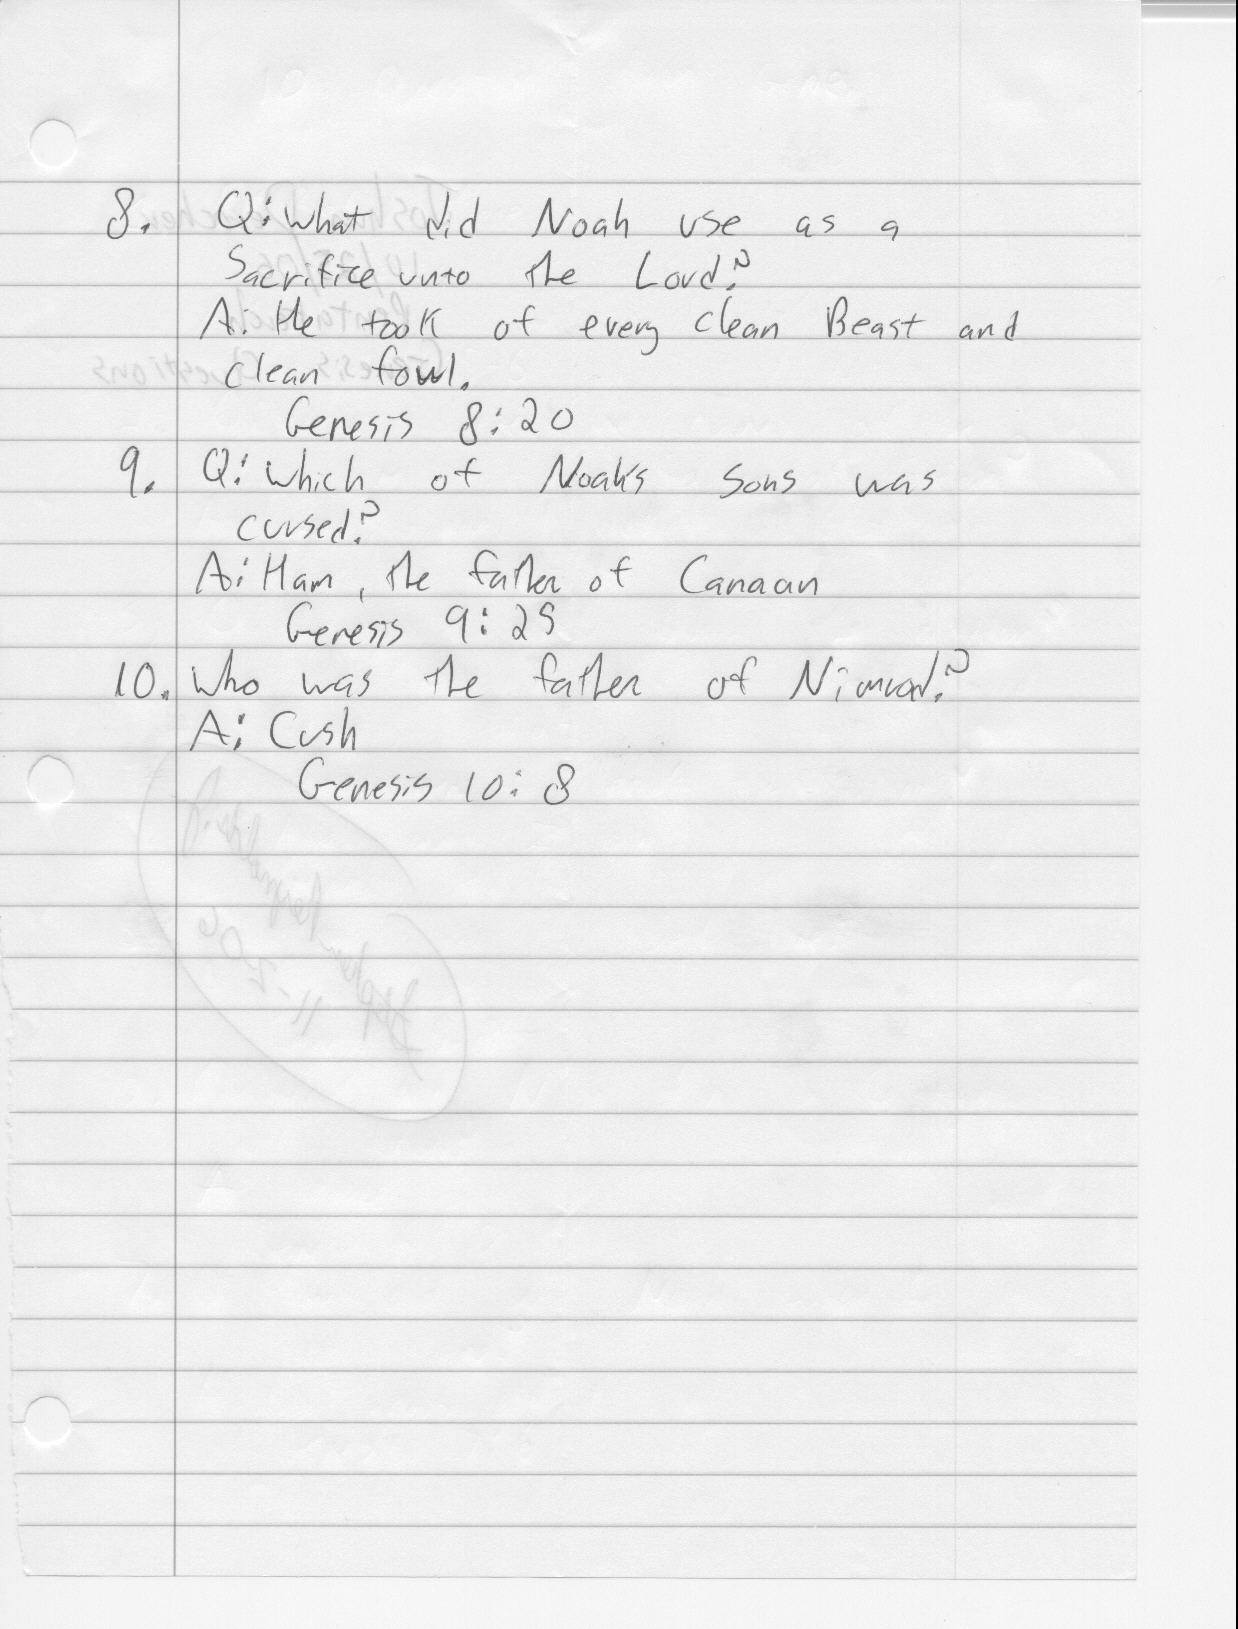 8. Q: What did Noah use as a
Sacrifice unto the Lord?
A: He took of every clean Beast and
clean fowl.
Genesis 8:20
9. Q: Which of Noah's Sons was
cursed?
A: Ham, the father of Canaan
Genesis 9:25
10. Who was the father of Nimrod?
A: Cush
Genesis 10:8